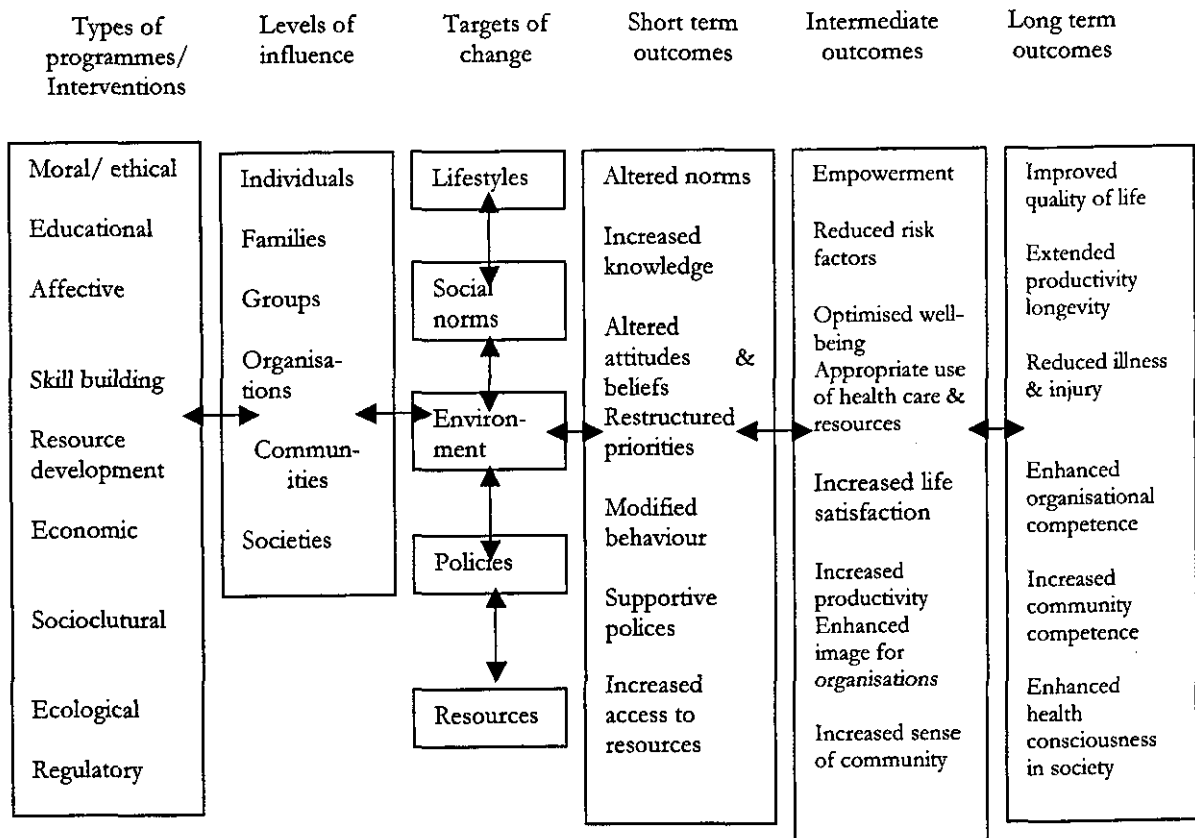 Types of
programmes/
Interventions
Levels of
influence
Targets of
change
Short term
outcomes
Intermediate
outcomes
Long term
outcomes
Moral/ ethical
Educational
Affective
Skill building
Resource
development
Economic
Socioclutural
Ecological
Regulatory
Individuals
Families
Groups
Organisa-
tions
Commun-
ities
Societies
Lifestyles
Social
norms
Environ-
ment
Policies
Resources
Altered norms
Increased
knowledge
Altered
attitudes &
beliefs
Restructured
priorities
Modified
behaviour
Supportive
polices
Increased
access to
resources
Empowerment
Reduced risk
factors
Optimised well-
being
Appropriate use
of health care &
resources
Increased life
satisfaction
Increased
productivity
Enhanced
image for
organisations
Increased sense
of community
Improved
quality of life
Extended
productivity
longevity
Reduced illness
& injury
Enhanced
organisational
competence
Increased
community
competence
Enhanced
health
consciousness
in society